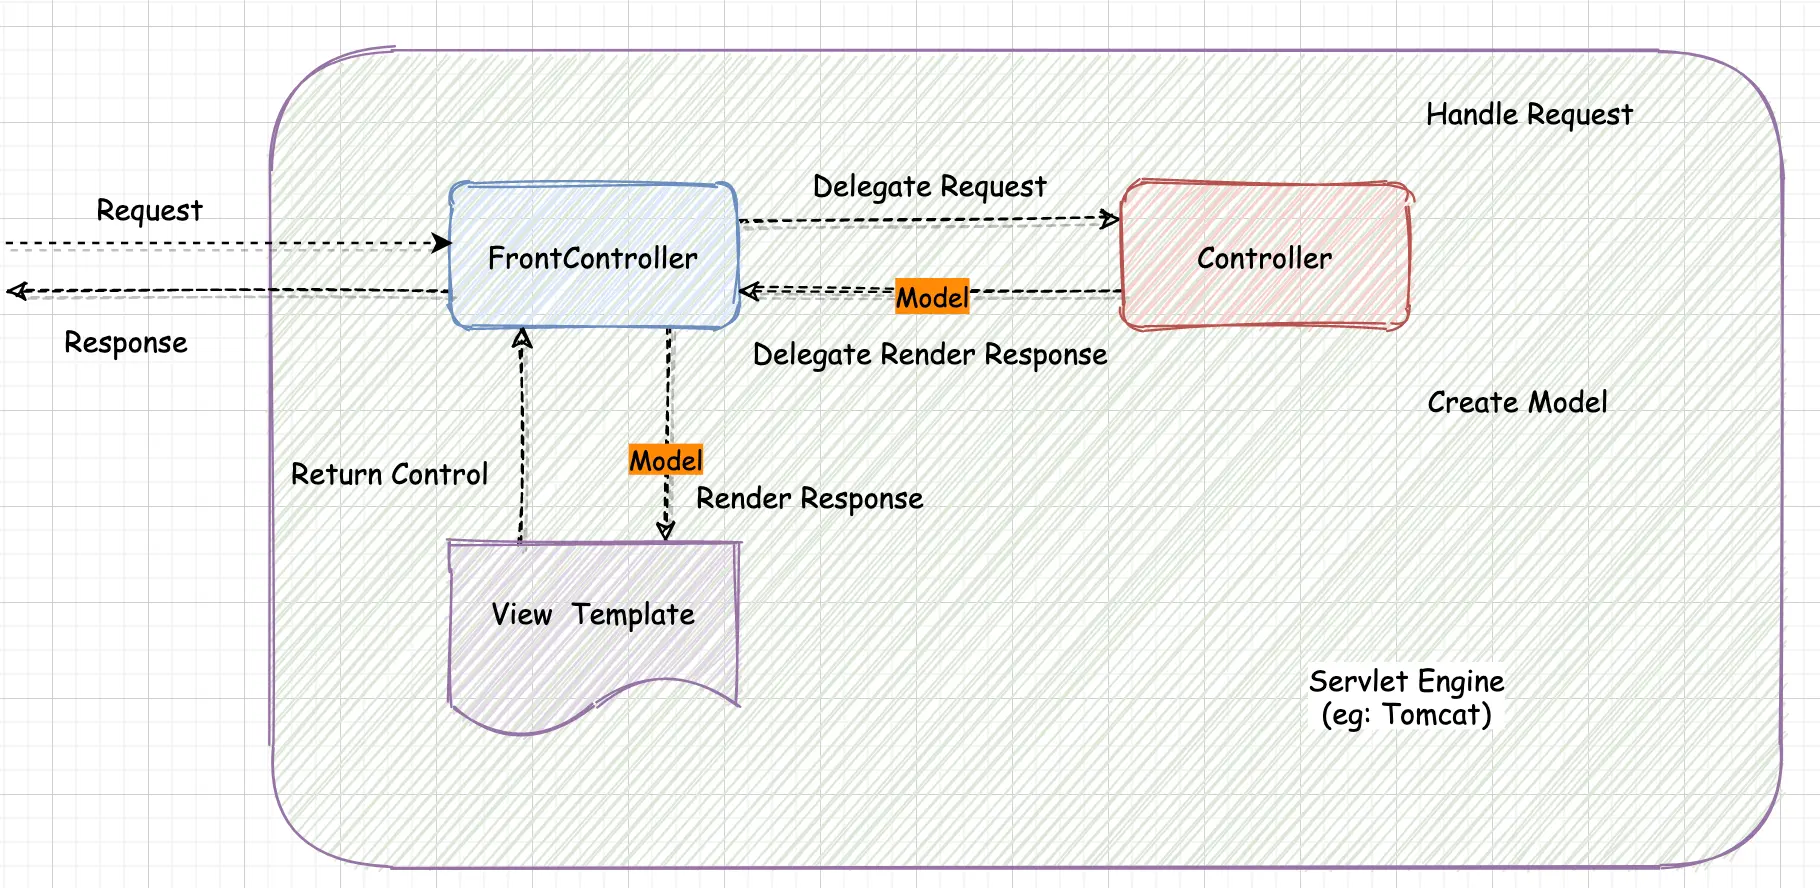 Handle Request
Delegate Request
Request
FrontController
Controller
Model
Response
Delegate Render Response
Create Model
Model
Return Control
Render Response
View Template
Servlet Engine
(eg: Tomcat)